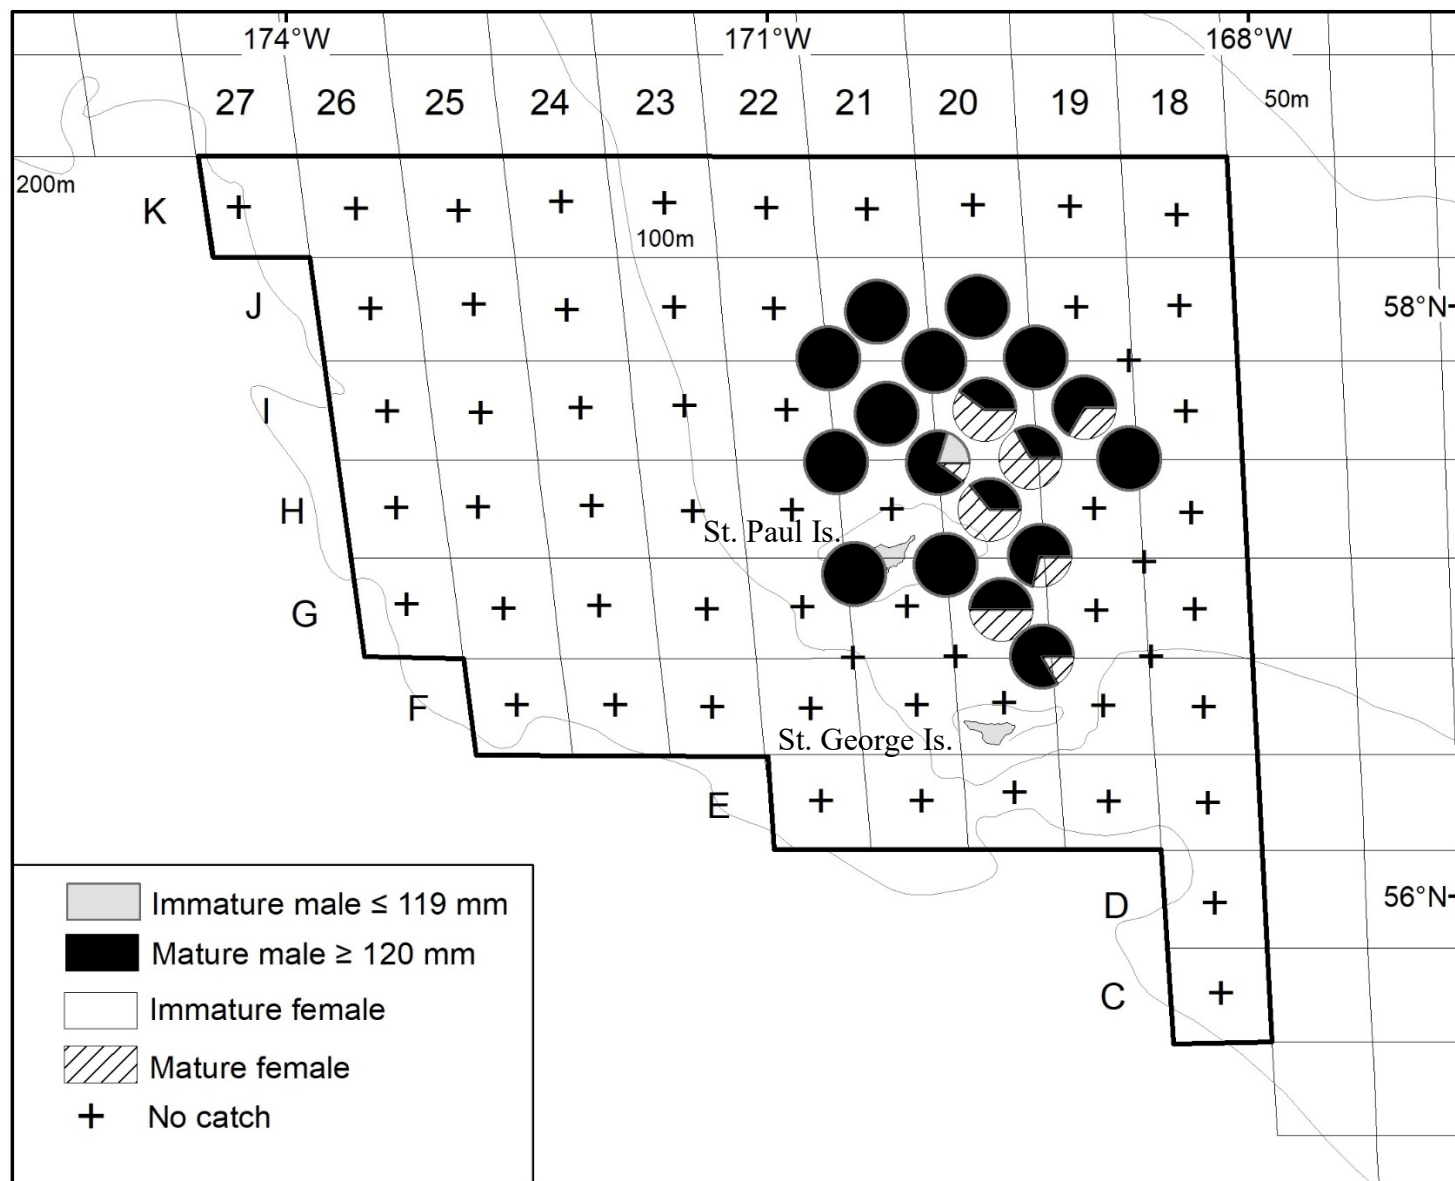 174°W 171°W 168°W
27 26 25 24 23 22 21 20 19 18 50m
200m
K
100m
J 58°N
I
H
St. Paul Is.
G
F
St. George Is.
E
Immature male ≤ 119 mm
D 56°N
Mature male ≥ 120 mm
C
Immature female
Mature female
No catch